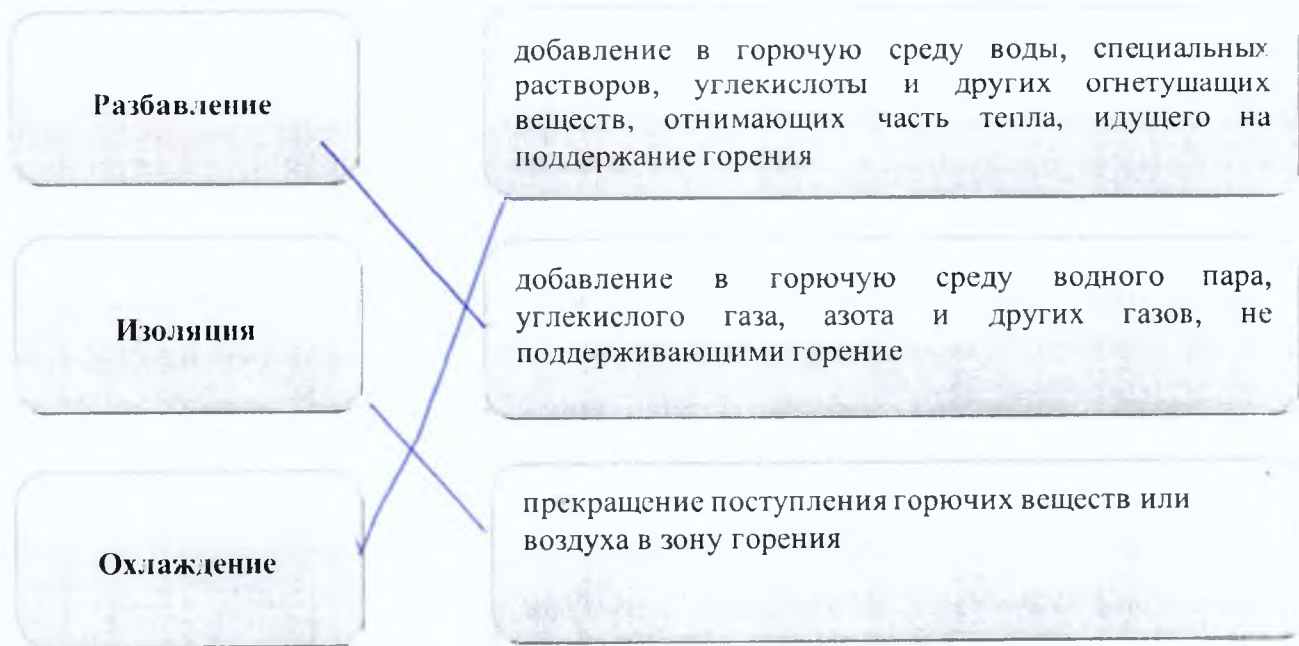 Разбавление
добавление в горючую среду воды, специальных
растворов, углекислоты и других огнетушащих
веществ, отнимающих часть тепла, идущего на
поддержание горения
Изоляция
добавление в горючую среду водного пара,
углекислого газа, азота и других газов, не
поддерживающими горение
Охлаждение
прекращение поступления горючих веществ или
воздуха в зону горения